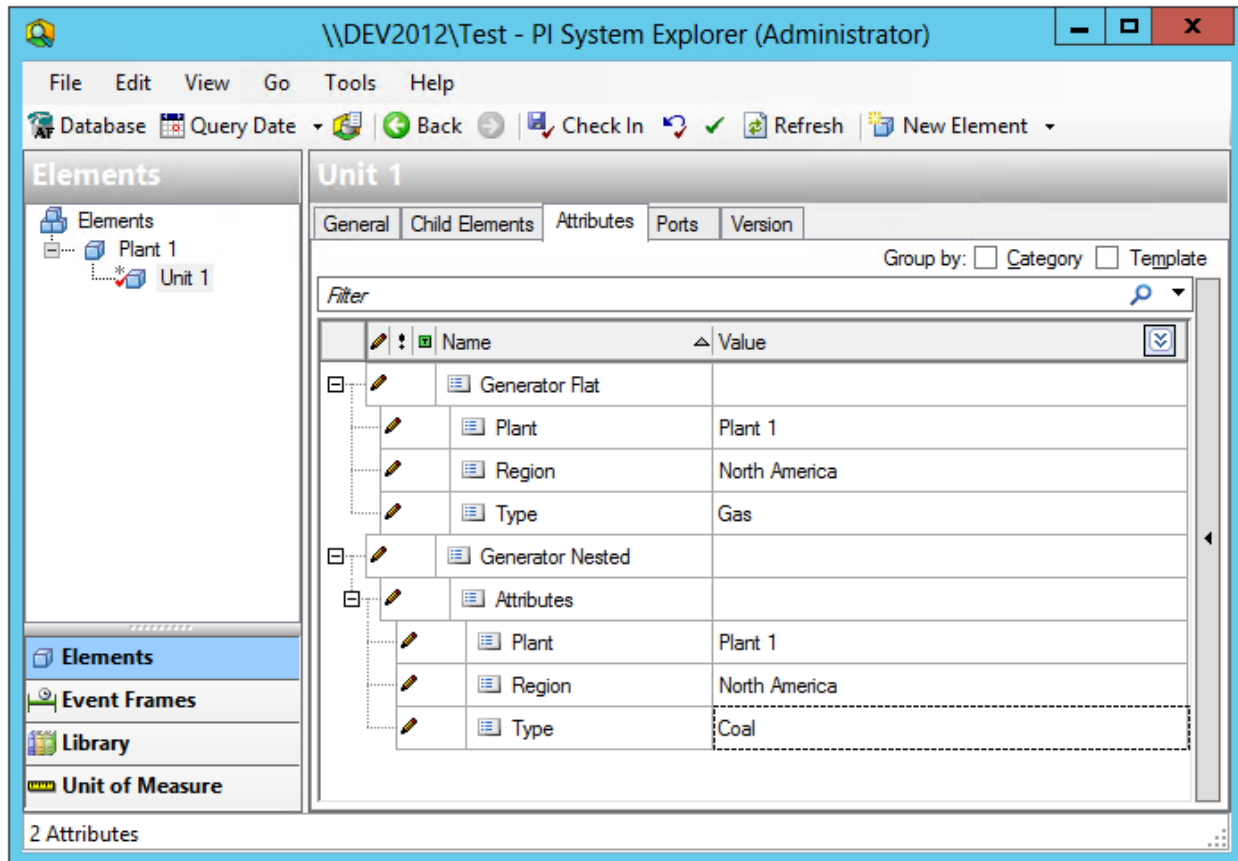 \\DEV2012\Test - PI System Explorer (Administrator)
File Edit View Go Tools Help
Database Query Date Back Check In Refresh New Element
Elements
Elements
Plant 1
Unit 1
Elements
Event Frames
Library
Unit of Measure
Unit 1
General Child Elements Attributes Ports Version
Group by: Category Template
Filter
Name Value
Generator Flat
Plant Plant 1
Region North America
Type Gas
Generator Nested
Attributes
Plant Plant 1
Region North America
Type Coal
2 Attributes